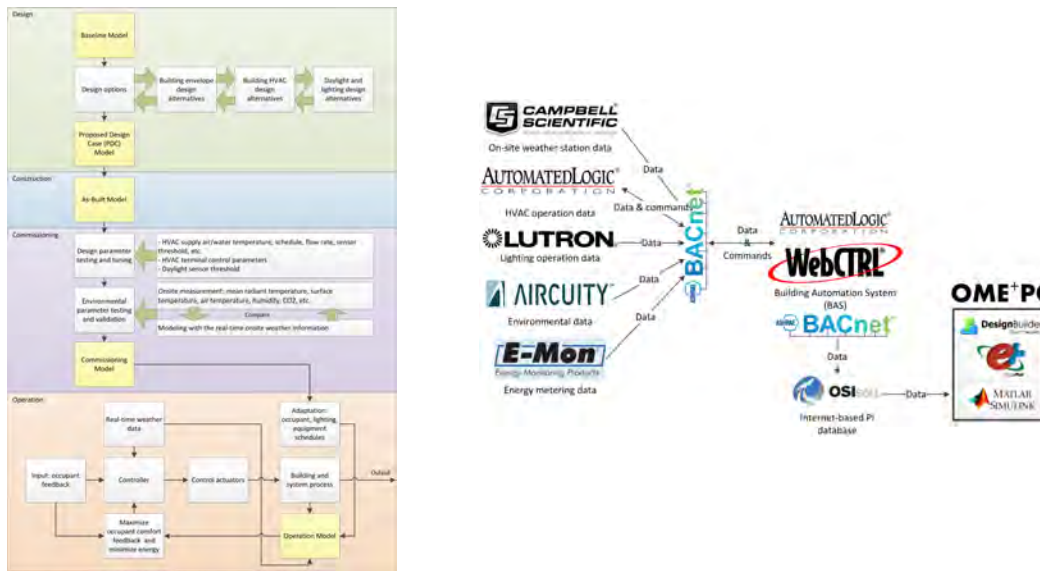 Design
Baseline Model
Design options
Building envelope
design
alternatives
Building HVAC
design
alternatives
Daylight and
lighting design
alternatives
Proposed Design
Case (PDC)
Model
Construction
As-Built Model
Commissioning
Design parameter
testing and tuning
- HVAC supply air/water temperature, schedule, flow rate, sensor
threshold, etc.
- HVAC terminal control parameters
- Daylight sensor threshold
Environmental
parameter testing
and validation
Onsite measurement: mean radiant temperature, surface
temperature, air temperature, humidity, CO2, etc.
Compare
Modeling with the real-time onsite weather information
Commissioning
Model
Operation
Real-time weather
data
Adaptation:
occupant, lighting,
equipment
schedules
Input: occupant
feedback
Controller
Control actuators
Building and
system process
Output
Maximize
occupant comfort
feedback and
minimize energy
Operation Model
CAMPBELL
SCIENTIFIC
On-site weather station data
Data
AUTOMATEDLOGIC
CORPORATION
HVAC operation data
Data & commands
LUTRON
Lighting operation data
Data
AIRCUITY
Environmental data
Data
E-Mon
Energy Monitoring Products
Energy metering data
Data
BACnet
Data
&
Commands
AUTOMATEDLOGIC
CORPORATION
WebCTRL
Building Automation System
(BAS)
BACnet
Data
OSIsoft
Internet-based PI
database
Data
OME+PC
DesignBuilder
MATLAB
SIMULINK